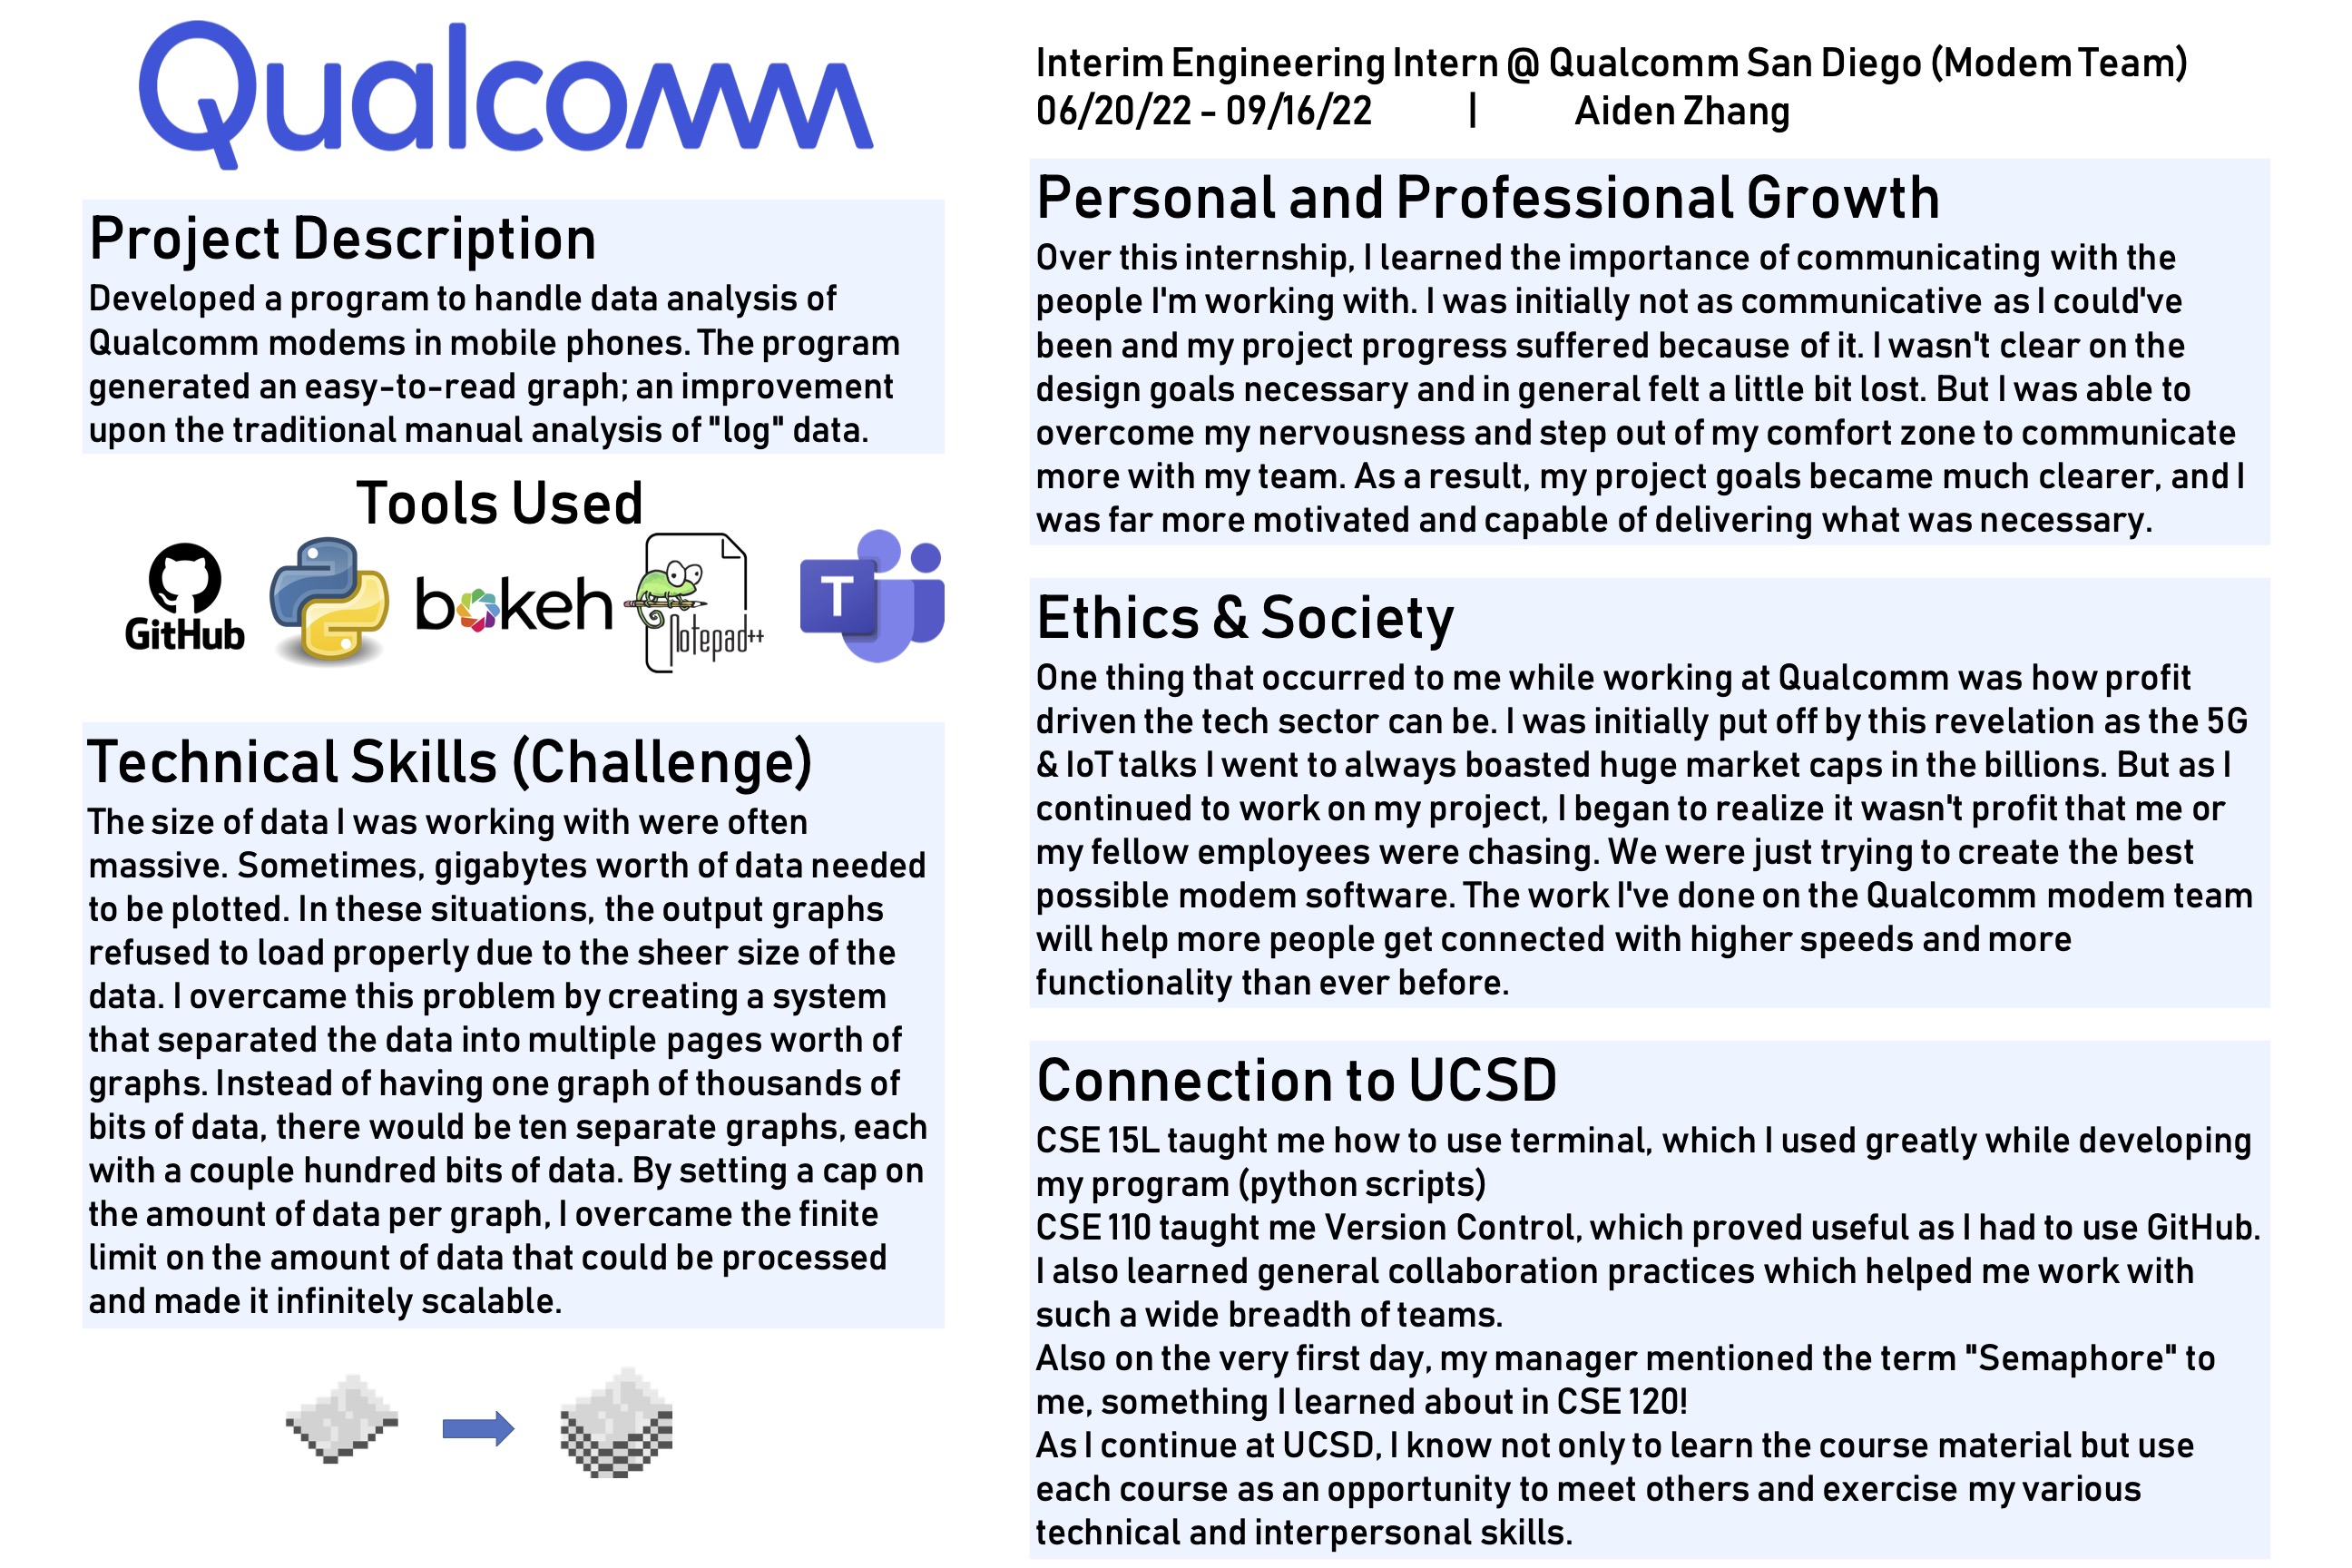 Qualcomm
Project Description
Developed a program to handle data analysis of
Qualcomm modems in mobile phones. The program
generated an easy-to-read graph; an improvement
upon the traditional manual analysis of "log" data.
Tools Used
GitHub
bokeh
Notepad++
T
Technical Skills (Challenge)
The size of data I was working with were often
massive. Sometimes, gigabytes worth of data needed
to be plotted. In these situations, the output graphs
refused to load properly due to the sheer size of the
data. I overcame this problem by creating a system
that separated the data into multiple pages worth of
graphs. Instead of having one graph of thousands of
bits of data, there would be ten separate graphs, each
with a couple hundred bits of data. By setting a cap on
the amount of data per graph, I overcame the finite
limit on the amount of data that could be processed
and made it infinitely scalable.
Interim Engineering Intern @ Qualcomm San Diego (Modem Team)
06/20/22 - 09/16/22 | Aiden Zhang
Personal and Professional Growth
Over this internship, I learned the importance of communicating with the
people I'm working with. I was initially not as communicative as I could've
been and my project progress suffered because of it. I wasn't clear on the
design goals necessary and in general felt a little bit lost. But I was able to
overcome my nervousness and step out of my comfort zone to communicate
more with my team. As a result, my project goals became much clearer, and I
was far more motivated and capable of delivering what was necessary.
Ethics & Society
One thing that occurred to me while working at Qualcomm was how profit
driven the tech sector can be. I was initially put off by this revelation as the 5G
& IoT talks I went to always boasted huge market caps in the billions. But as I
continued to work on my project, I began to realize it wasn't profit that me or
my fellow employees were chasing. We were just trying to create the best
possible modem software. The work I've done on the Qualcomm modem team
will help more people get connected with higher speeds and more
functionality than ever before.
Connection to UCSD
CSE 15L taught me how to use terminal, which I used greatly while developing
my program (python scripts)
CSE 110 taught me Version Control, which proved useful as I had to use GitHub.
I also learned general collaboration practices which helped me work with
such a wide breadth of teams.
Also on the very first day, my manager mentioned the term "Semaphore" to
me, something I learned about in CSE 120!
As I continue at UCSD, I know not only to learn the course material but use
each course as an opportunity to meet others and exercise my various
technical and interpersonal skills.